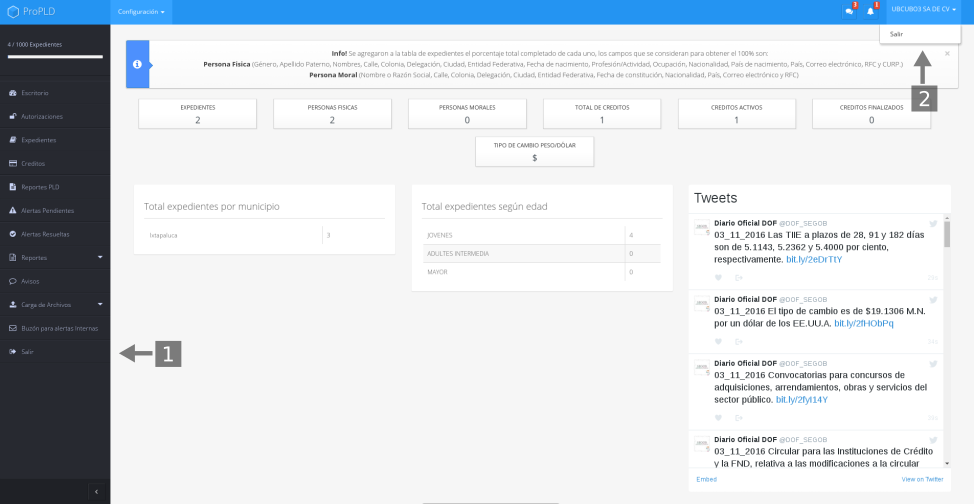 ProPLD
Configuración
3
1
UBCUBO3 SA DE CV
Salir
4 / 1000 Expedientes
Escritorio
Autorizaciones
Expedientes
Creditos
Reportes PLD
Alertas Pendientes
Alertas Resueltas
Reportes
Avisos
Carga de Archivos
Buzón para alertas Internas
Salir
1
2
Info! Se agregaron a la tabla de expedientes el porcentaje total completado de cada uno, los campos que se consideran para obtener el 100% son:
Persona Física (Género, Apellido Paterno, Nombres, Calle, Colonia, Delegación, Ciudad, Entidad Federativa, Fecha de nacimiento, Profesión/Actividad, Ocupación, Nacionalidad, País de nacimiento, País, Correo electrónico, RFC y CURP )
Persona Moral (Nombre o Razón Social, Calle, Colonia, Delegación, Ciudad, Entidad Federativa, Fecha de constitución, Nacionalidad, País, Correo electrónico y RFC)
×
EXPEDIENTES
2
PERSONAS FISICAS
2
PERSONAS MORALES
0
TOTAL DE CREDITOS
1
CREDITOS ACTIVOS
1
CREDITOS FINALIZADOS
0
TIPO DE CAMBIO PESO/DÓLAR
$
Total expedientes por municipio
Ixtapaluca 3
Total expedientes según edad
JOVENES 4
ADULTES INTERMEDIA 0
MAYOR 0
Tweets
Diario Oficial DOF @DOF_SEGOB
03_11_2016 Las TIIE a plazos de 28, 91 y 182 días
son de 5.1143, 5.2362 y 5.4000 por ciento,
respectivamente. bit.ly/2eDrTtY
Diario Oficial DOF @DOF_SEGOB
03_11_2016 El tipo de cambio es de $19.1306 M.N.
por un dólar de los EE.UU.A. bit.ly/2fHObPq
Diario Oficial DOF @DOF_SEGOB
03_11_2016 Convocatorias para concursos de
adquisiciones, arrendamientos, obras y servicios del
sector público. bit.ly/2fyI14Y
Diario Oficial DOF @DOF_SEGOB
03_11_2016 Circular para las Instituciones de Crédito
y la FND, relativa a las modificaciones a la circular
Embed
View on Twitter